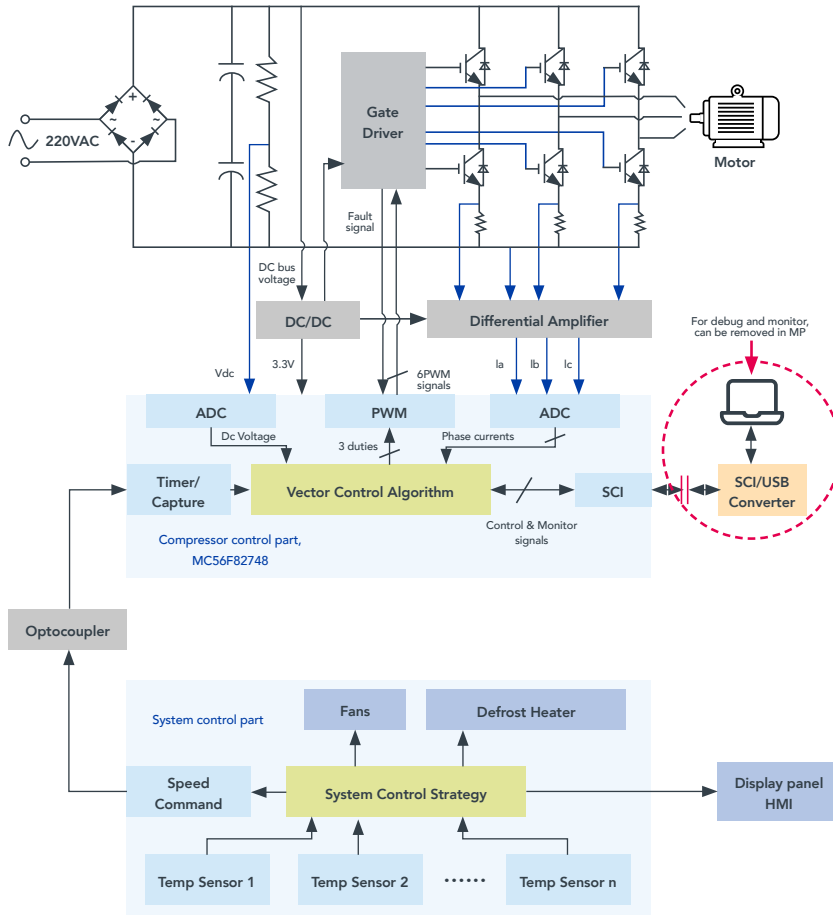 +
~
~
-
220VAC
Gate
Driver
Motor
Fault
signal
DC bus
voltage
DC/DC
Differential Amplifier
For debug and monitor,
can be removed in MP
Vdc
3.3V
6PWM
signals
Ia
Ib
Ic
ADC
PWM
ADC
Dc Voltage
3 duties
Phase currents
Timer/
Capture
Vector Control Algorithm
SCI
SCI/USB
Converter
Control & Monitor
signals
Compressor control part,
MC56F82748
Optocoupler
System control part
Fans
Defrost Heater
Speed
Command
System Control Strategy
Display panel
HMI
Temp Sensor 1
Temp Sensor 2
......
Temp Sensor n